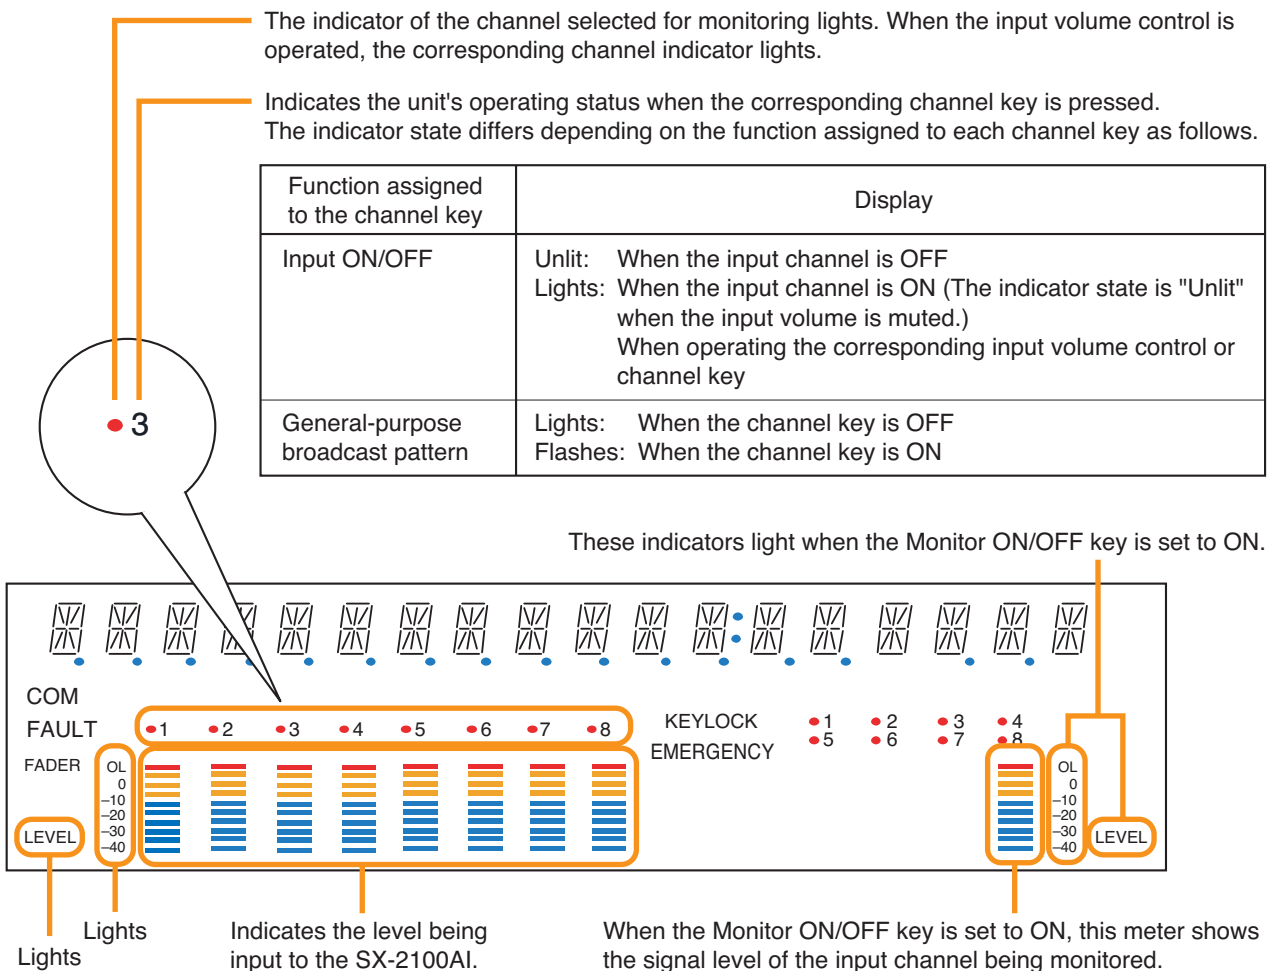 The indicator of the channel selected for monitoring lights. When the input volume control is
operated, the corresponding channel indicator lights.
Indicates the unit's operating status when the corresponding channel key is pressed.
The indicator state differs depending on the function assigned to each channel key as follows.
Function assigned
to the channel key
Display
Input ON/OFF
Unlit: When the input channel is OFF
Lights: When the input channel is ON (The indicator state is "Unlit"
when the input volume is muted.)
When operating the corresponding input volume control or
channel key
General-purpose
broadcast pattern
Lights: When the channel key is OFF
Flashes: When the channel key is ON
3
These indicators light when the Monitor ON/OFF key is set to ON.
COM
FAULT
1 2 3 4 5 6 7 8
KEYLOCK
EMERGENCY
1 2 3 4
5 6 7 8
FADER
OL
0
–10
–20
–30
–40
LEVEL
OL
0
–10
–20
–30
–40
LEVEL
Lights
Lights
Indicates the level being
input to the SX-2100AI.
When the Monitor ON/OFF key is set to ON, this meter shows
the signal level of the input channel being monitored.